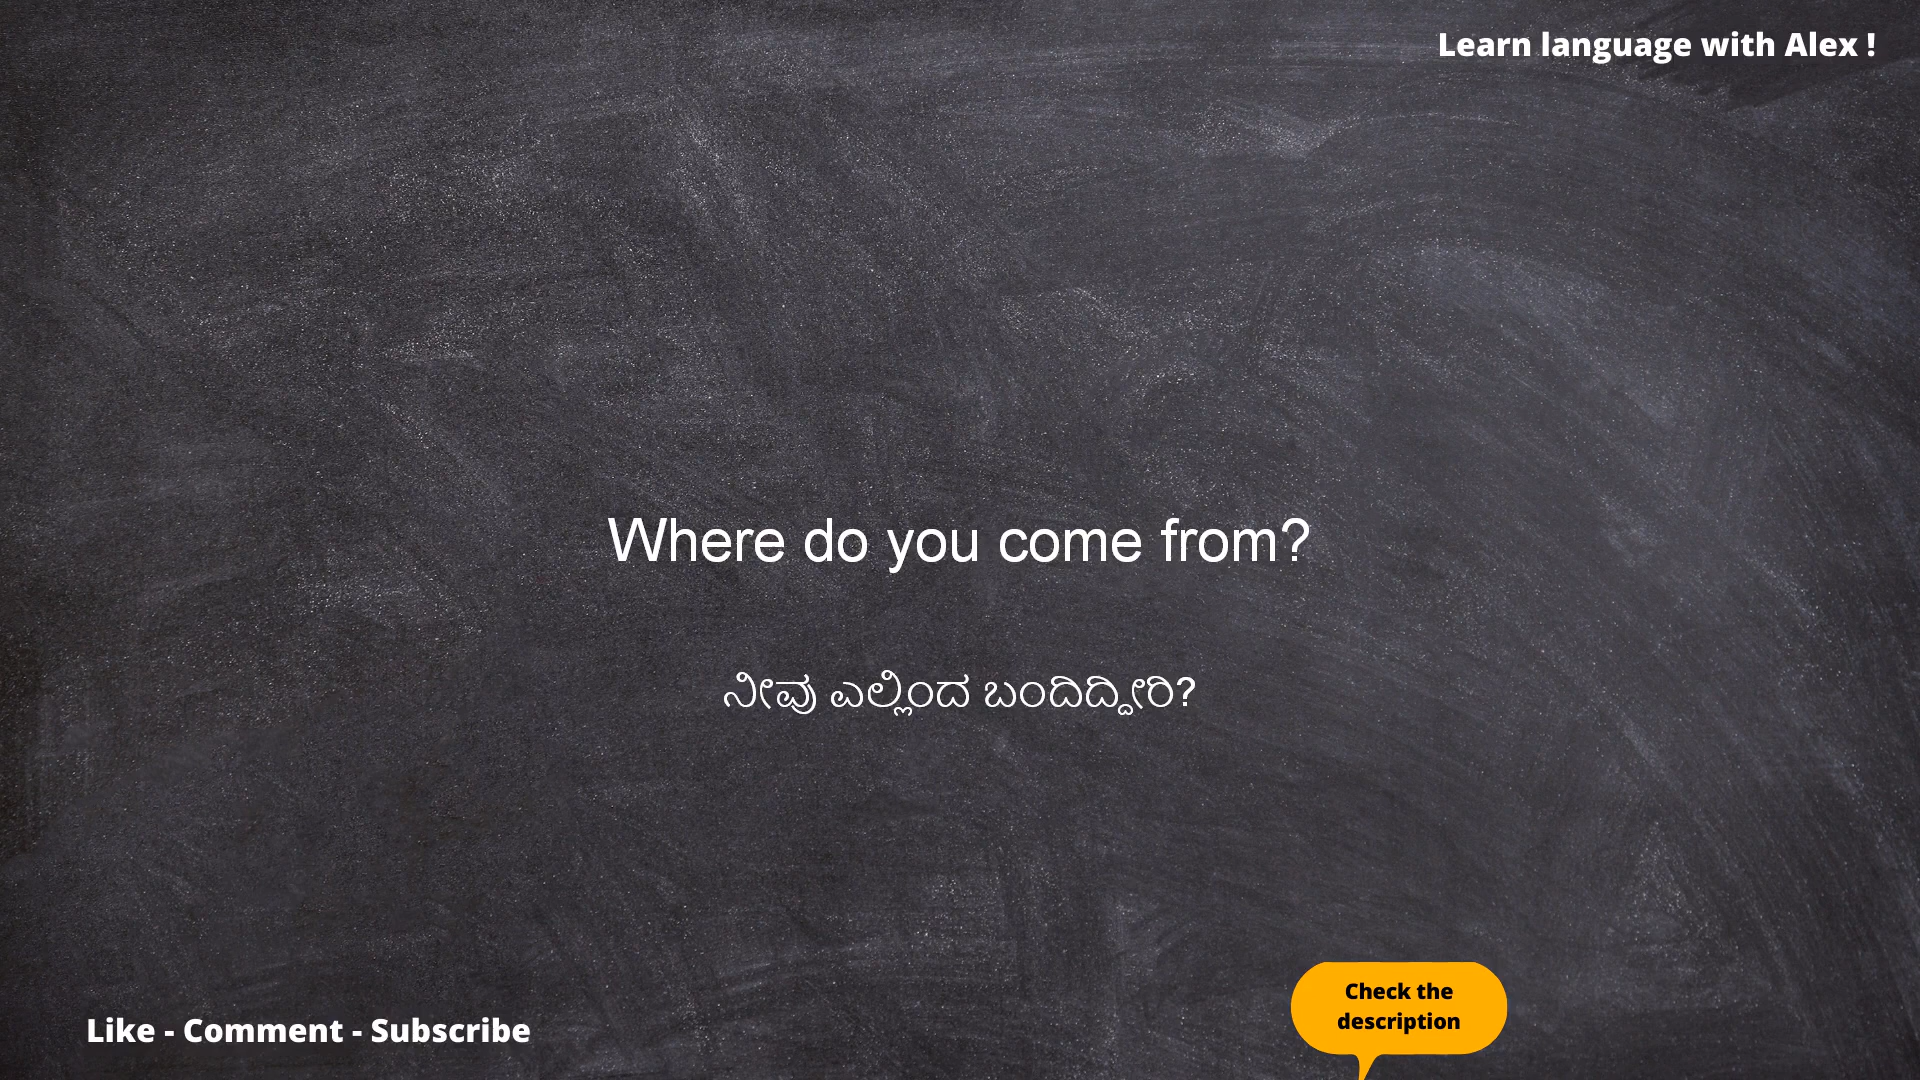 Learn language with Alex !
Where do you come from?
ನೀವು ಎಲ್ಲಿಂದ ಬಂದಿದ್ದೀರಿ?
Like - Comment - Subscribe
Check the
description